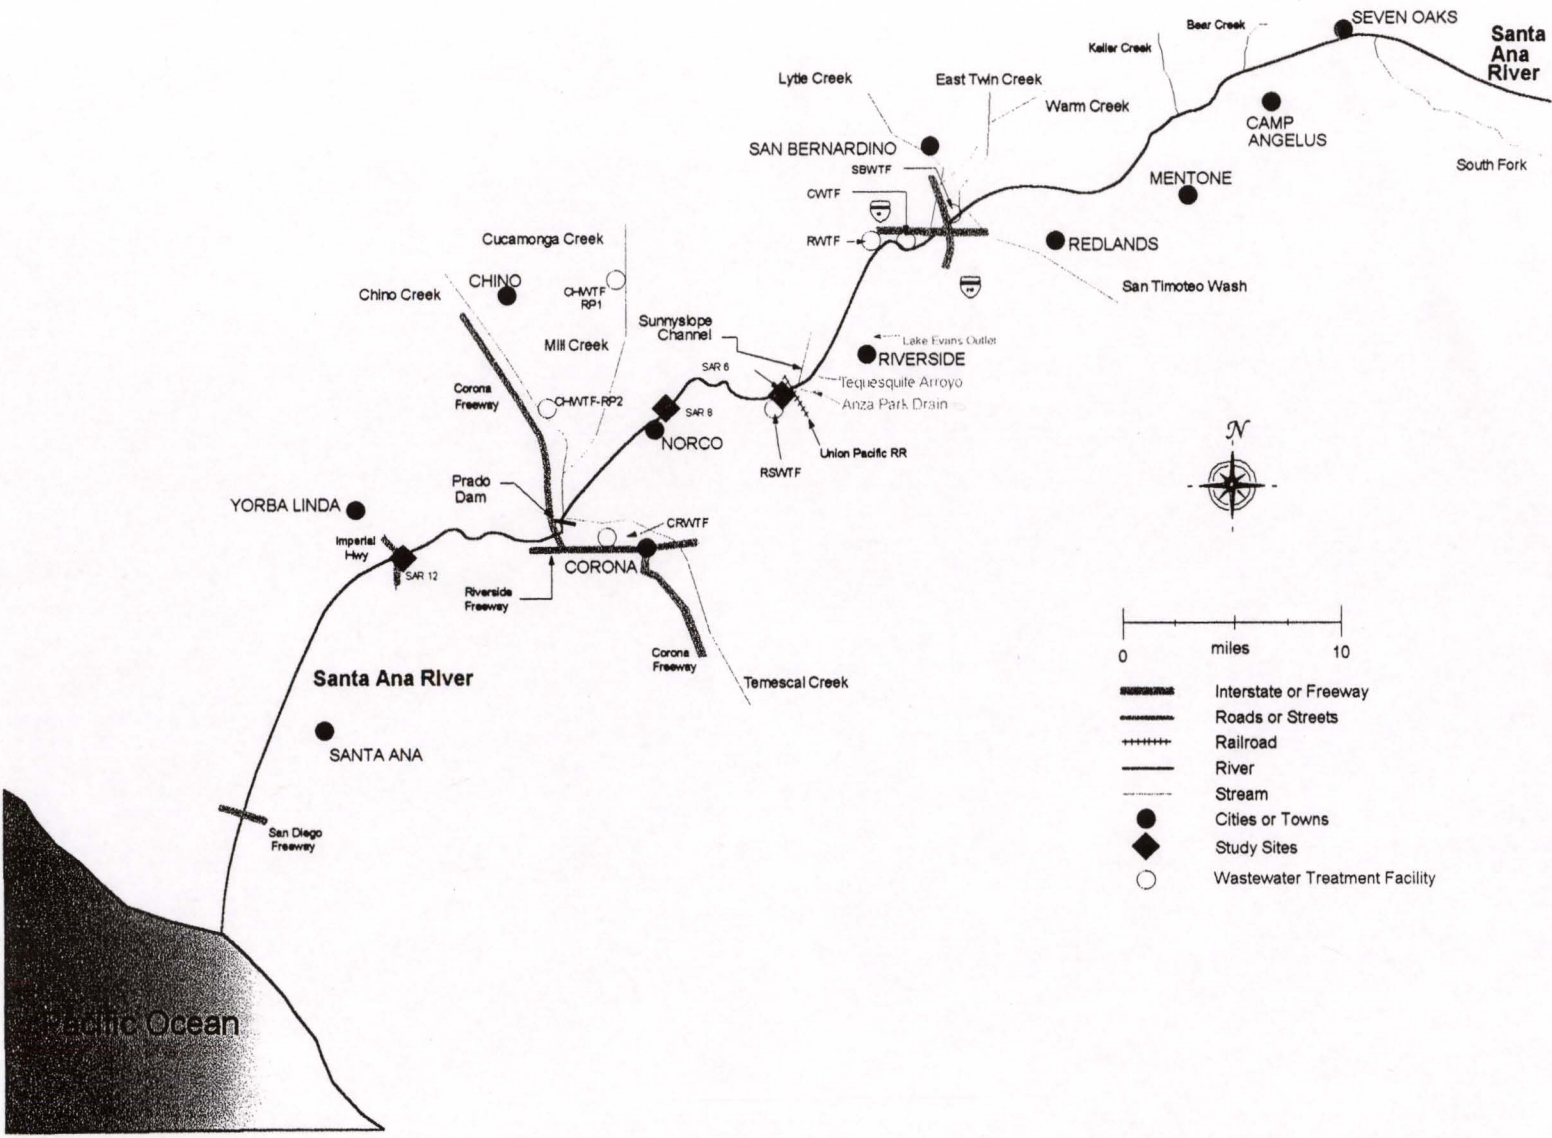 SEVEN OAKS
Bear Creek
Santa
Ana
River
Keller Creek
Lytle Creek
East Twin Creek
Warm Creek
CAMP
ANGELUS
SAN BERNARDINO
South Fork
SBWTF
MENTONE
CWTF
RWTF
REDLANDS
Cucamonga Creek
San Timoteo Wash
CHINO
Chino Creek
CHWTF
RP1
Sunnyslope
Channel
Mill Creek
Lake Evans Outlet
RIVERSIDE
SAR 6
Tequesquite Arroyo
Corona
Freeway
CHWTF-RP2
SAR 8
Anza Park Drain
NORCO
Union Pacific RR
N
RSWTF
Prado
Dam
YORBA LINDA
CRWTF
Imperial
Hwy
SAR 12
CORONA
Riverside
Freeway
miles
0
10
Corona
Freeway
Santa Ana River
Temescal Creek
Interstate or Freeway
Roads or Streets
SANTA ANA
Railroad
River
Stream
Cities or Towns
San Diego
Freeway
Study Sites
Wastewater Treatment Facility
Pacific Ocean